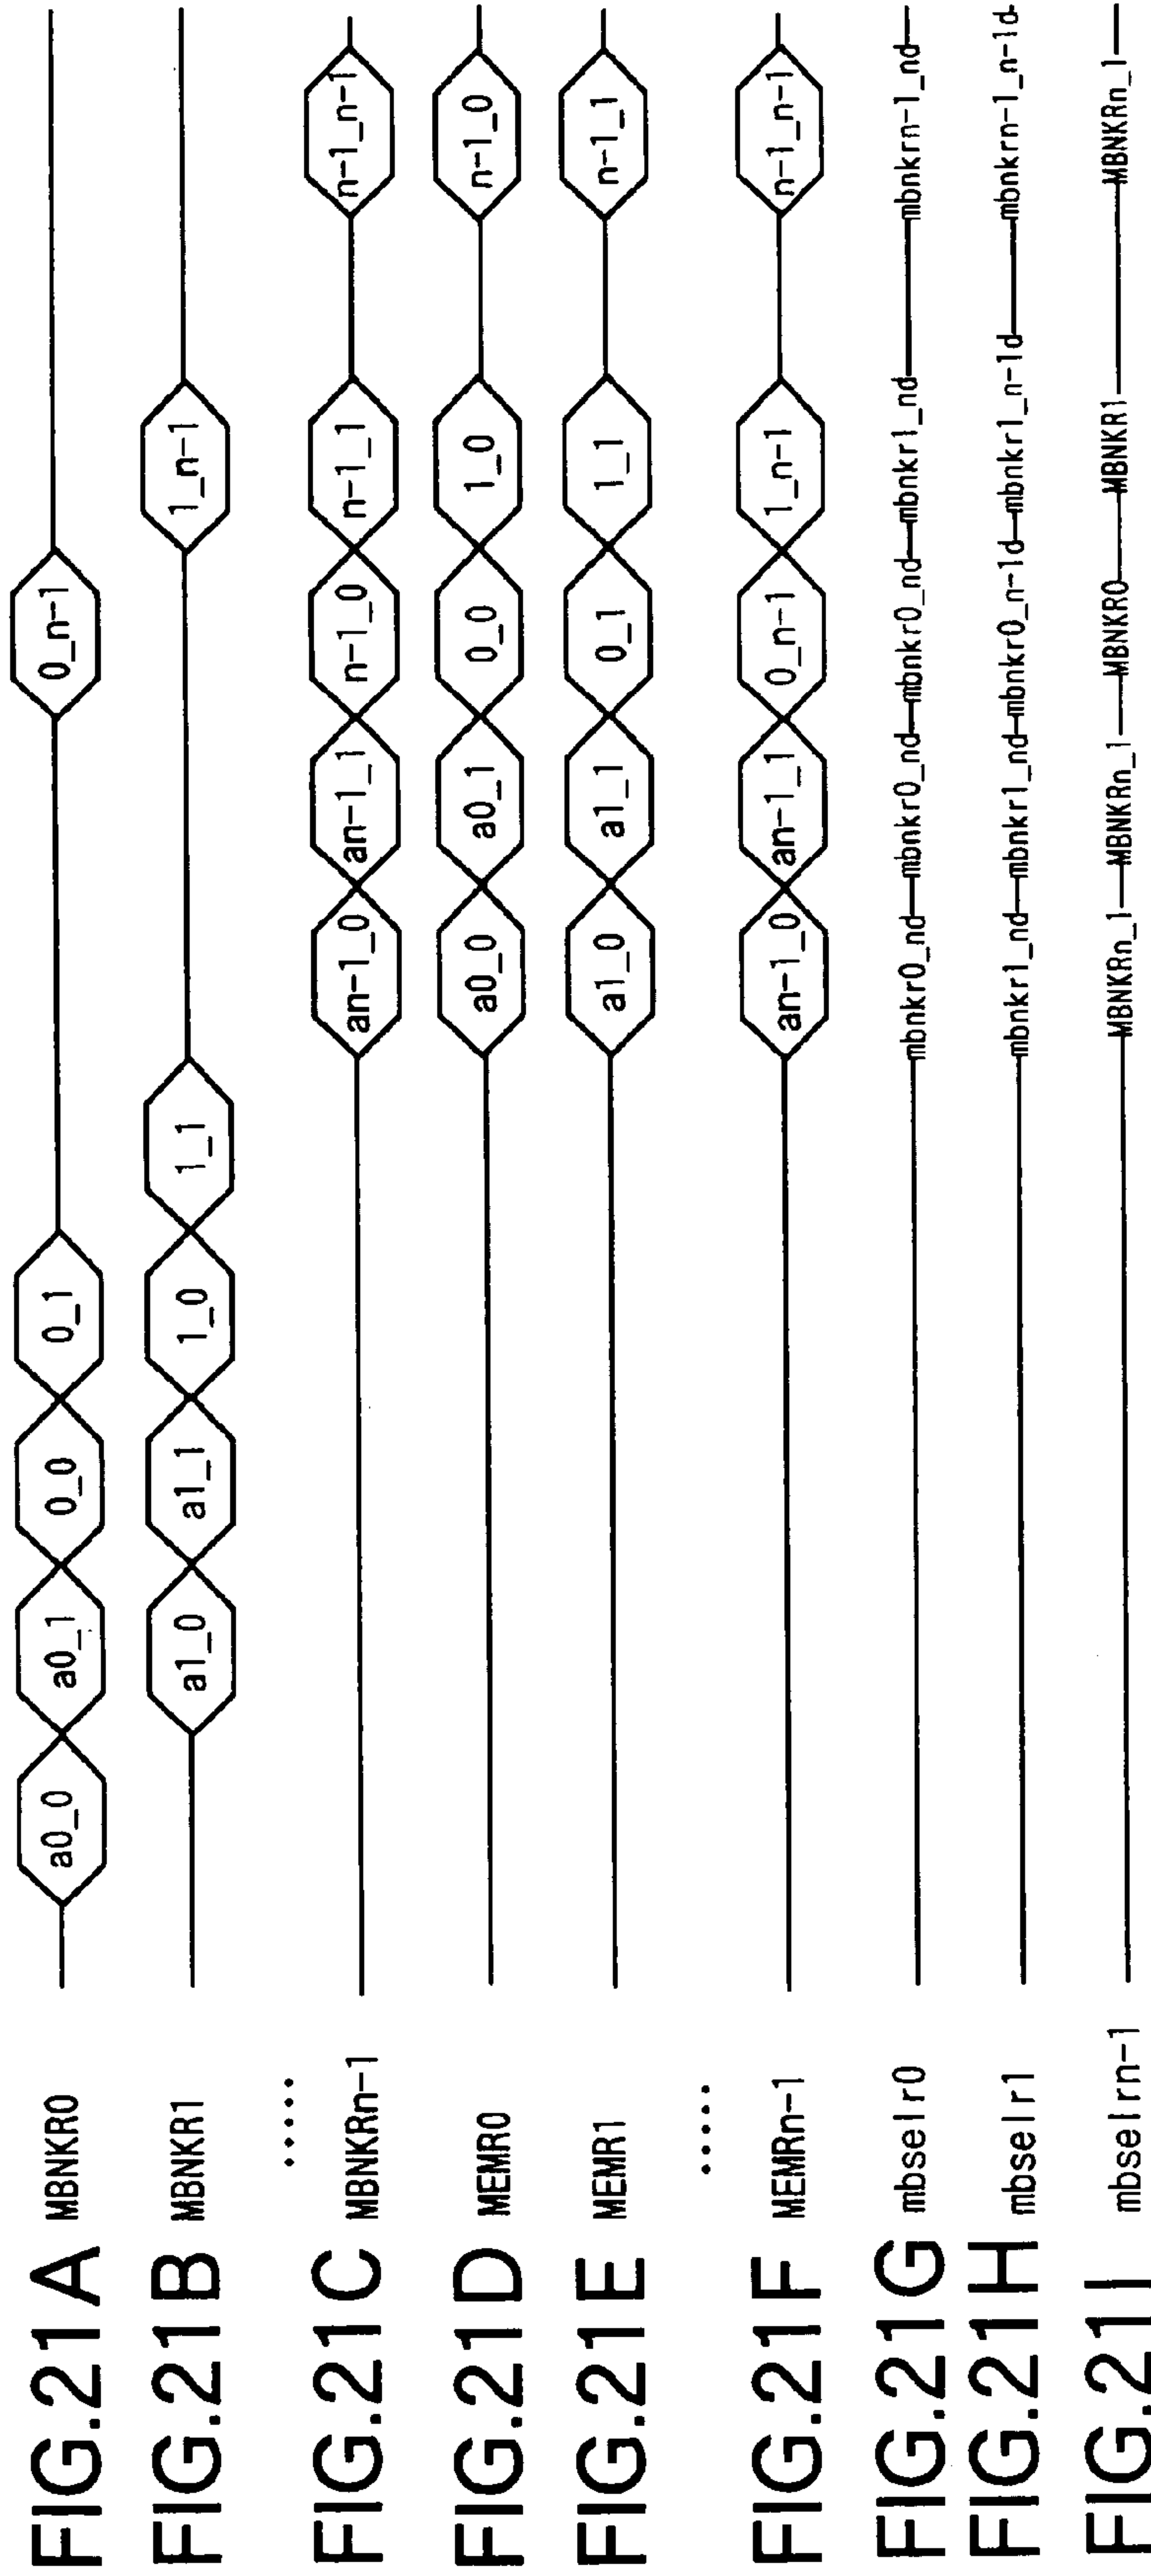 FIG.21A MBNKR0 a0_0 a0_1 0_0 0_1 0_n-1
FIG.21B MBNKR1 a1_0 a1_1 1_0 1_1 1_n-1
.....
FIG.21C MBNKRn-1 an-1_0 an-1_1 n-1_0 n-1_1 n-1_n-1
FIG.21D MEMR0 a0_0 a0_1 0_0 1_0 n-1_0
FIG.21E MEMR1 a1_0 a1_1 0_1 1_1 n-1_1
.....
FIG.21F MEMRn-1 an-1_0 an-1_1 0_n-1 1_n-1 n-1_n-1
FIG.21G mbselr0 mbnkr0_nd mbnkr0_nd mbnkr0_nd mbnkr1_nd mbnkrn-1_nd
FIG.21H mbselr1 mbnkr1_nd mbnkr1_nd mbnkr0_n-1d mbnkr1_n-1d mbnkrn-1_n-1d
FIG.21I mbselrn-1 MBNKRn_1 MBNKRn_1 MBNKR0 MBNKR1 MBNKRn_1